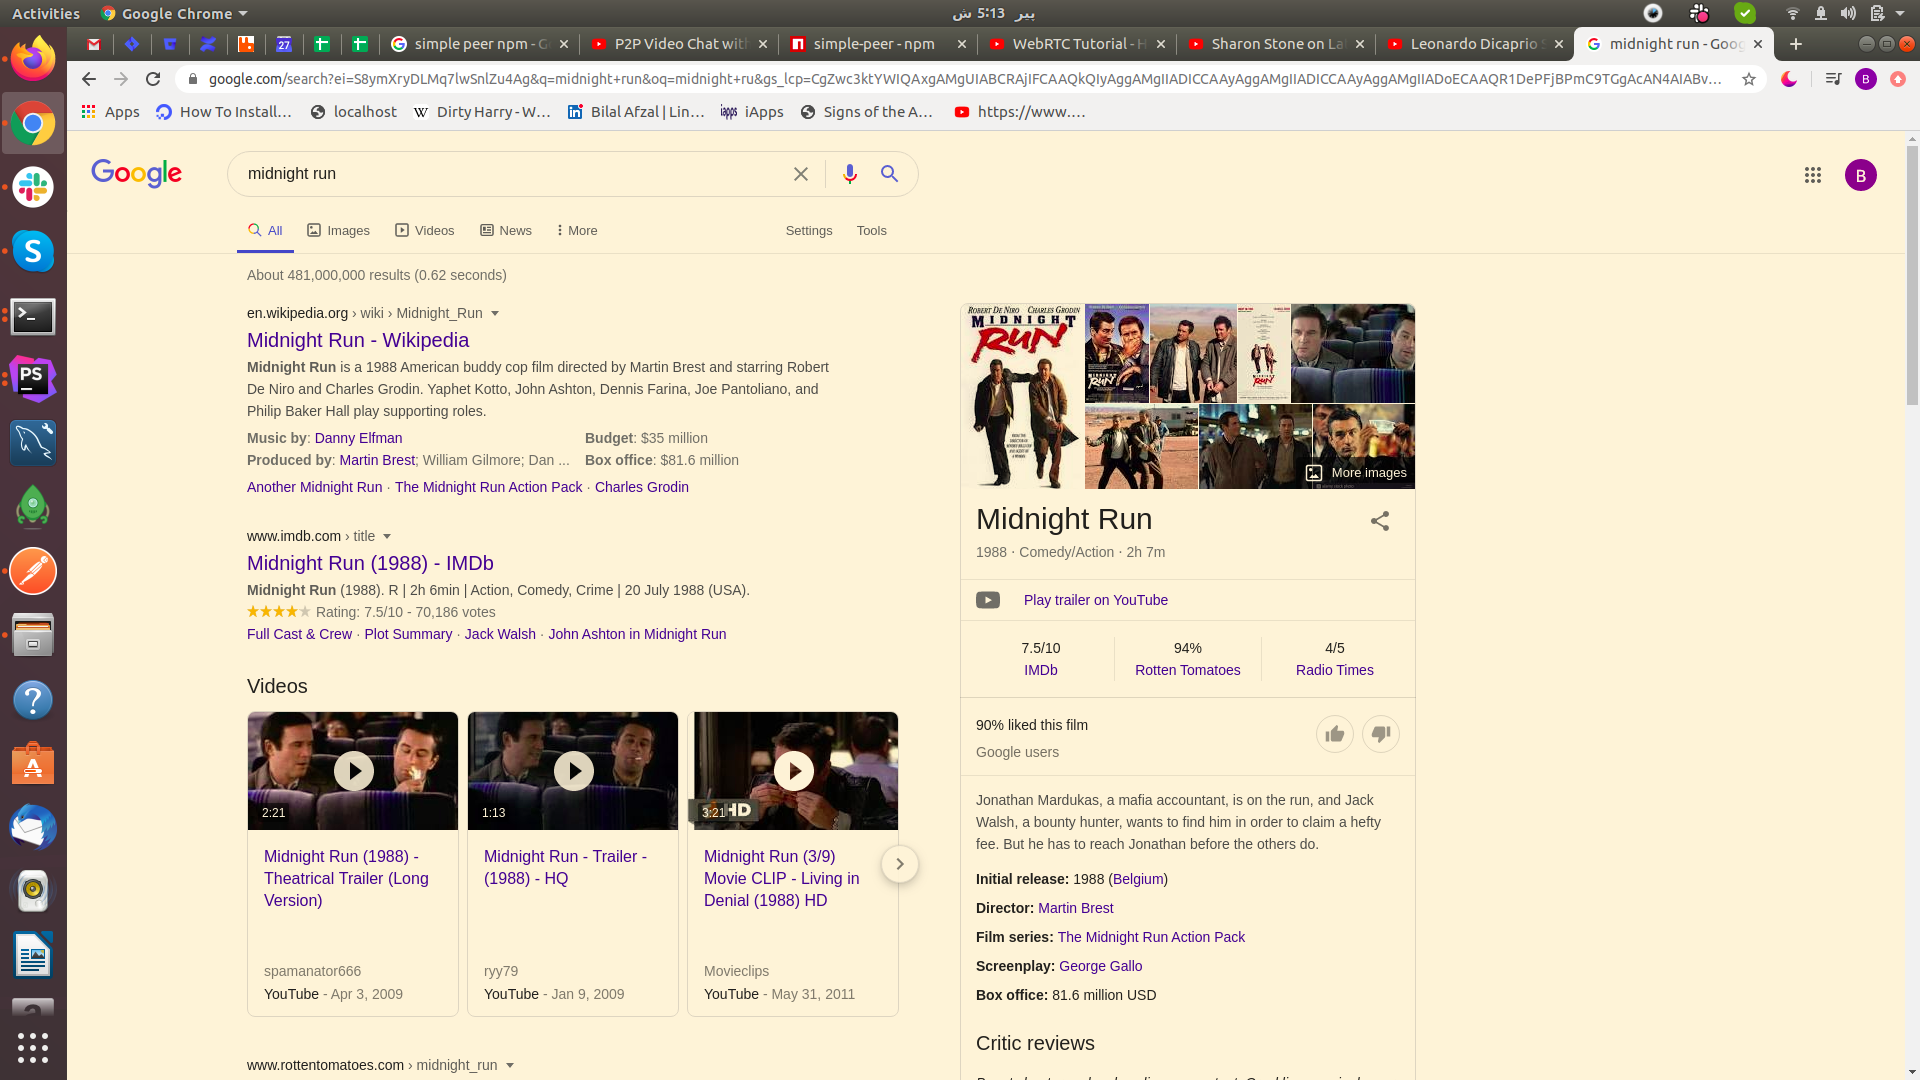 Activities
Google Chrome
پیر 5:13 ش
27
simple peer npm - G
P2P Video Chat with
simple-peer - npm
WebRTC Tutorial - H
Sharon Stone on La
Leonardo Dicaprio S
midnight run - Goog
google.com/search?ei=S8ymXryDLMq7lwSnlZu4Ag&q=midnight+run&oq=midnight+ru&gs_lcp=CgZwc3ktYWIQAxgAMgUIABCRAjIFCAAQkQIyAggAMgIIADICCAAyAggAMgIIADICCAAyAggAMgIIADoECAAQR1DePFjBPmC9TGgAcAN4AIABv...
B
Apps
How To Install...
localhost
W Dirty Harry - W...
Bilal Afzal | Lin...
iapps iApps
Signs of the A...
https://www....
Google
midnight run
B
All
Images
Videos
News
More
Settings
Tools
About 481,000,000 results (0.62 seconds)
en.wikipedia.org › wiki › Midnight_Run
Midnight Run - Wikipedia
Midnight Run is a 1988 American buddy cop film directed by Martin Brest and starring Robert
De Niro and Charles Grodin. Yaphet Kotto, John Ashton, Dennis Farina, Joe Pantoliano, and
Philip Baker Hall play supporting roles.
Music by: Danny Elfman
Budget: $35 million
Produced by: Martin Brest; William Gilmore; Dan ...
Box office: $81.6 million
Another Midnight Run · The Midnight Run Action Pack · Charles Grodin
www.imdb.com › title
Midnight Run (1988) - IMDb
Midnight Run (1988). R | 2h 6min | Action, Comedy, Crime | 20 July 1988 (USA).
Rating: 7.5/10 - 70,186 votes
Full Cast & Crew · Plot Summary · Jack Walsh · John Ashton in Midnight Run
Videos
2:21
1:13
3:21
HD
Midnight Run (1988) -
Theatrical Trailer (Long
Version)
spamanator666
YouTube - Apr 3, 2009
Midnight Run - Trailer -
(1988) - HQ
ryy79
YouTube - Jan 9, 2009
Midnight Run (3/9)
Movie CLIP - Living in
Denial (1988) HD
Movieclips
YouTube - May 31, 2011
www.rottentomatoes.com › midnight_run
ROBERT DE NIRO CHARLES GRODIN
MIDNIGHT
RUN
More images
Midnight Run
1988 · Comedy/Action · 2h 7m
Play trailer on YouTube
7.5/10
IMDb
94%
Rotten Tomatoes
4/5
Radio Times
90% liked this film
Google users
Jonathan Mardukas, a mafia accountant, is on the run, and Jack
Walsh, a bounty hunter, wants to find him in order to claim a hefty
fee. But he has to reach Jonathan before the others do.
Initial release: 1988 (Belgium)
Director: Martin Brest
Film series: The Midnight Run Action Pack
Screenplay: George Gallo
Box office: 81.6 million USD
Critic reviews
PS